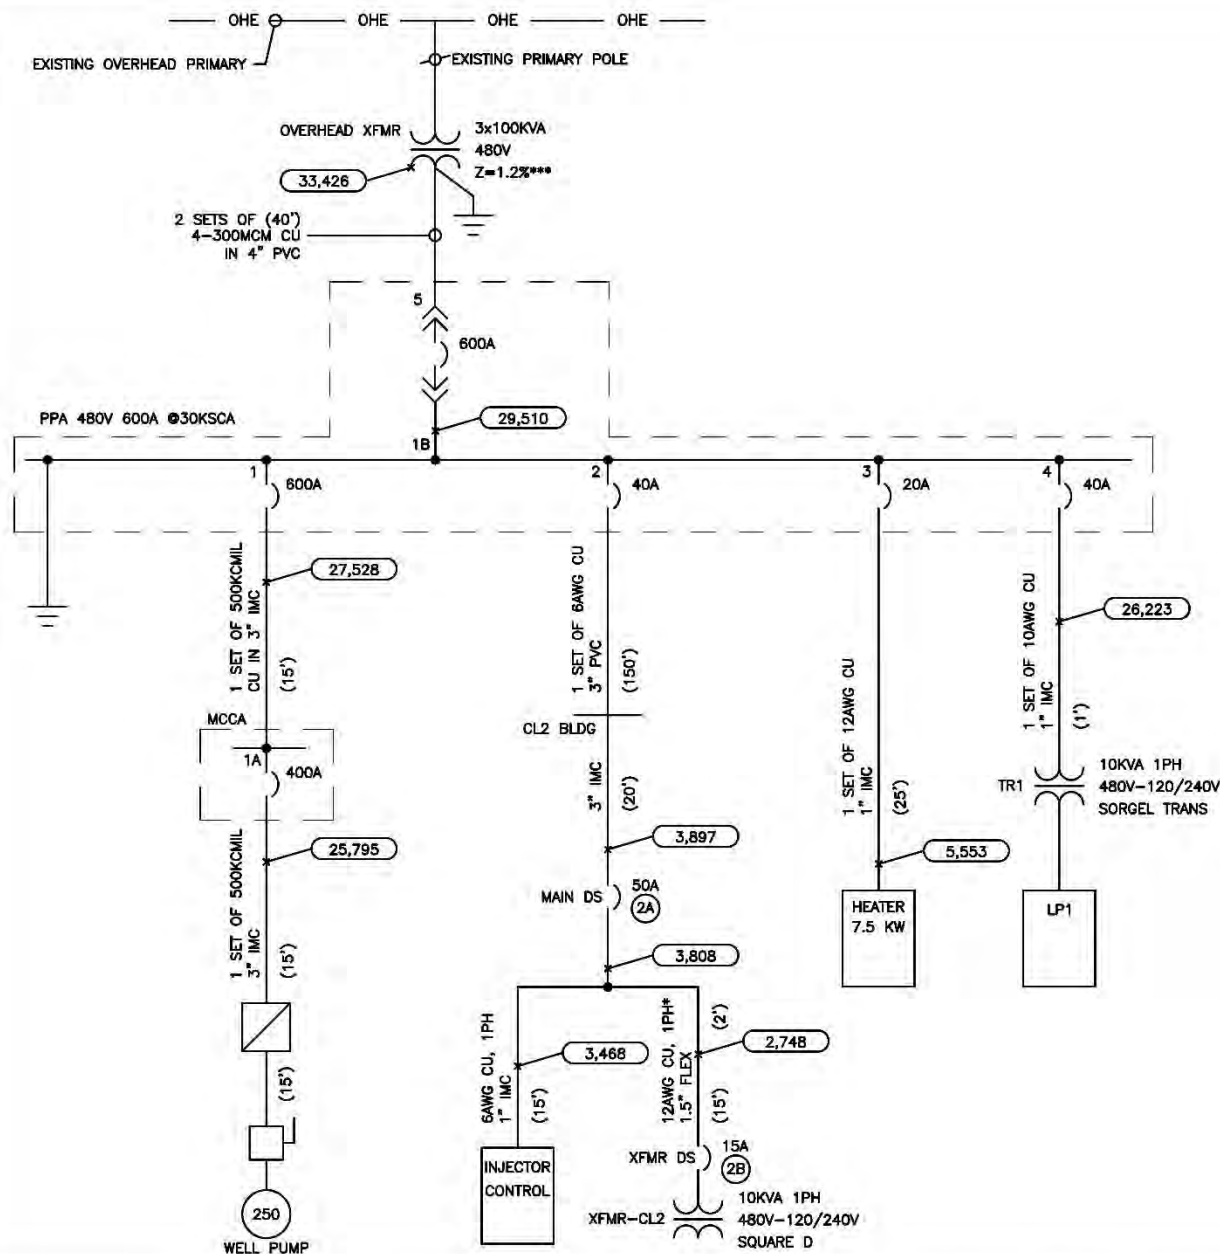 OHE OHE OHE OHE
EXISTING OVERHEAD PRIMARY
EXISTING PRIMARY POLE
OVERHEAD XFMR
3x100KVA
480V
Z=1.2%***
33,426
2 SETS OF (40')
4-300MCM CU
IN 4" PVC
5
600A
PPA 480V 600A @30KSCA
29,510
1B
1
600A
2
40A
3
20A
4
40A
1 SET OF 500KCMIL
CU IN 3" IMC
(15')
27,528
1 SET OF 6AWG CU
3" PVC
(150')
1 SET OF 12AWG CU
1" IMC
(25')
1 SET OF 10AWG CU
1" IMC
(1')
26,223
MCCA
1A
400A
CL2 BLDG
3" IMC
(20')
TR1
10KVA 1PH
480V-120/240V
SORGEL TRANS
25,795
1 SET OF 500KCMIL
3" IMC
(15')
3,897
5,553
MAIN DS
50A
2A
HEATER
7.5 KW
LP1
3,808
(15')
6AWG CU, 1PH
1" IMC
(15')
3,468
12AWG CU, 1PH*
1.5" FLEX
(2')
(15')
2,748
XFMR DS
15A
2B
INJECTOR
CONTROL
250
WELL PUMP
XFMR-CL2
10KVA 1PH
480V-120/240V
SQUARE D